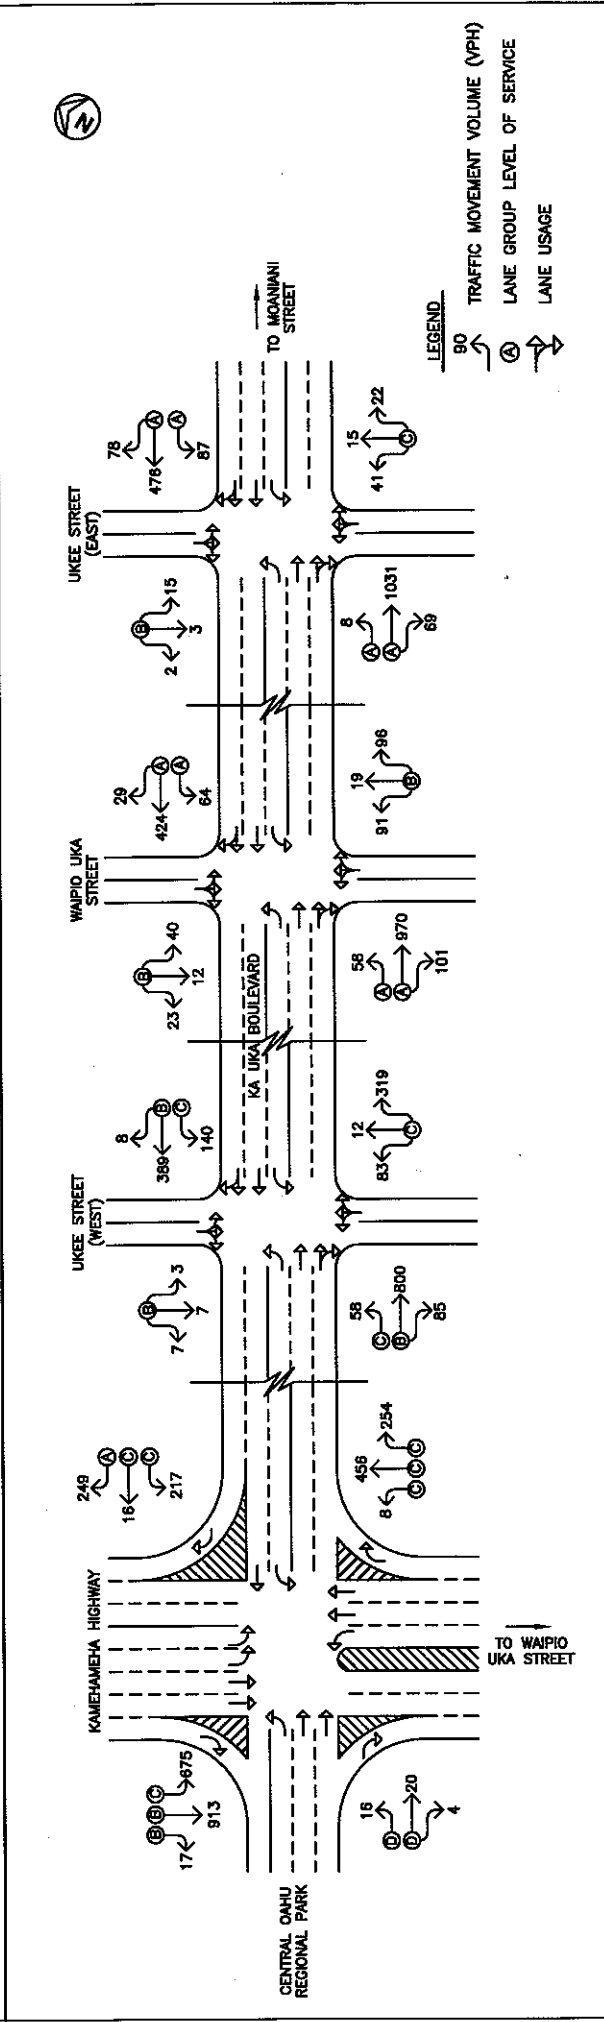 CENTRAL OAHU
REGIONAL PARK
KAMEHAMEHA HIGHWAY
TO WAIPIO
UKA STREET
17
913
675
B B C
16
20
4
D
D
249
16
217
A
C
C
8
456
254
C C C
UKEE STREET
(WEST)
7
7
3
B
58
800
85
C
B
8
389
140
B
C
83
12
319
C
KA UKA BOULEVARD
WAIPIO UKA
STREET
23
12
40
B
58
970
101
A
A
29
424
64
A
A
91
19
96
B
UKEE STREET
(EAST)
2
3
15
B
8
1031
69
A
A
78
476
87
A
A
41
15
22
C
TO MOANIANI
STREET
N
LEGEND
90 TRAFFIC MOVEMENT VOLUME (VPH)
A LANE GROUP LEVEL OF SERVICE
LANE USAGE